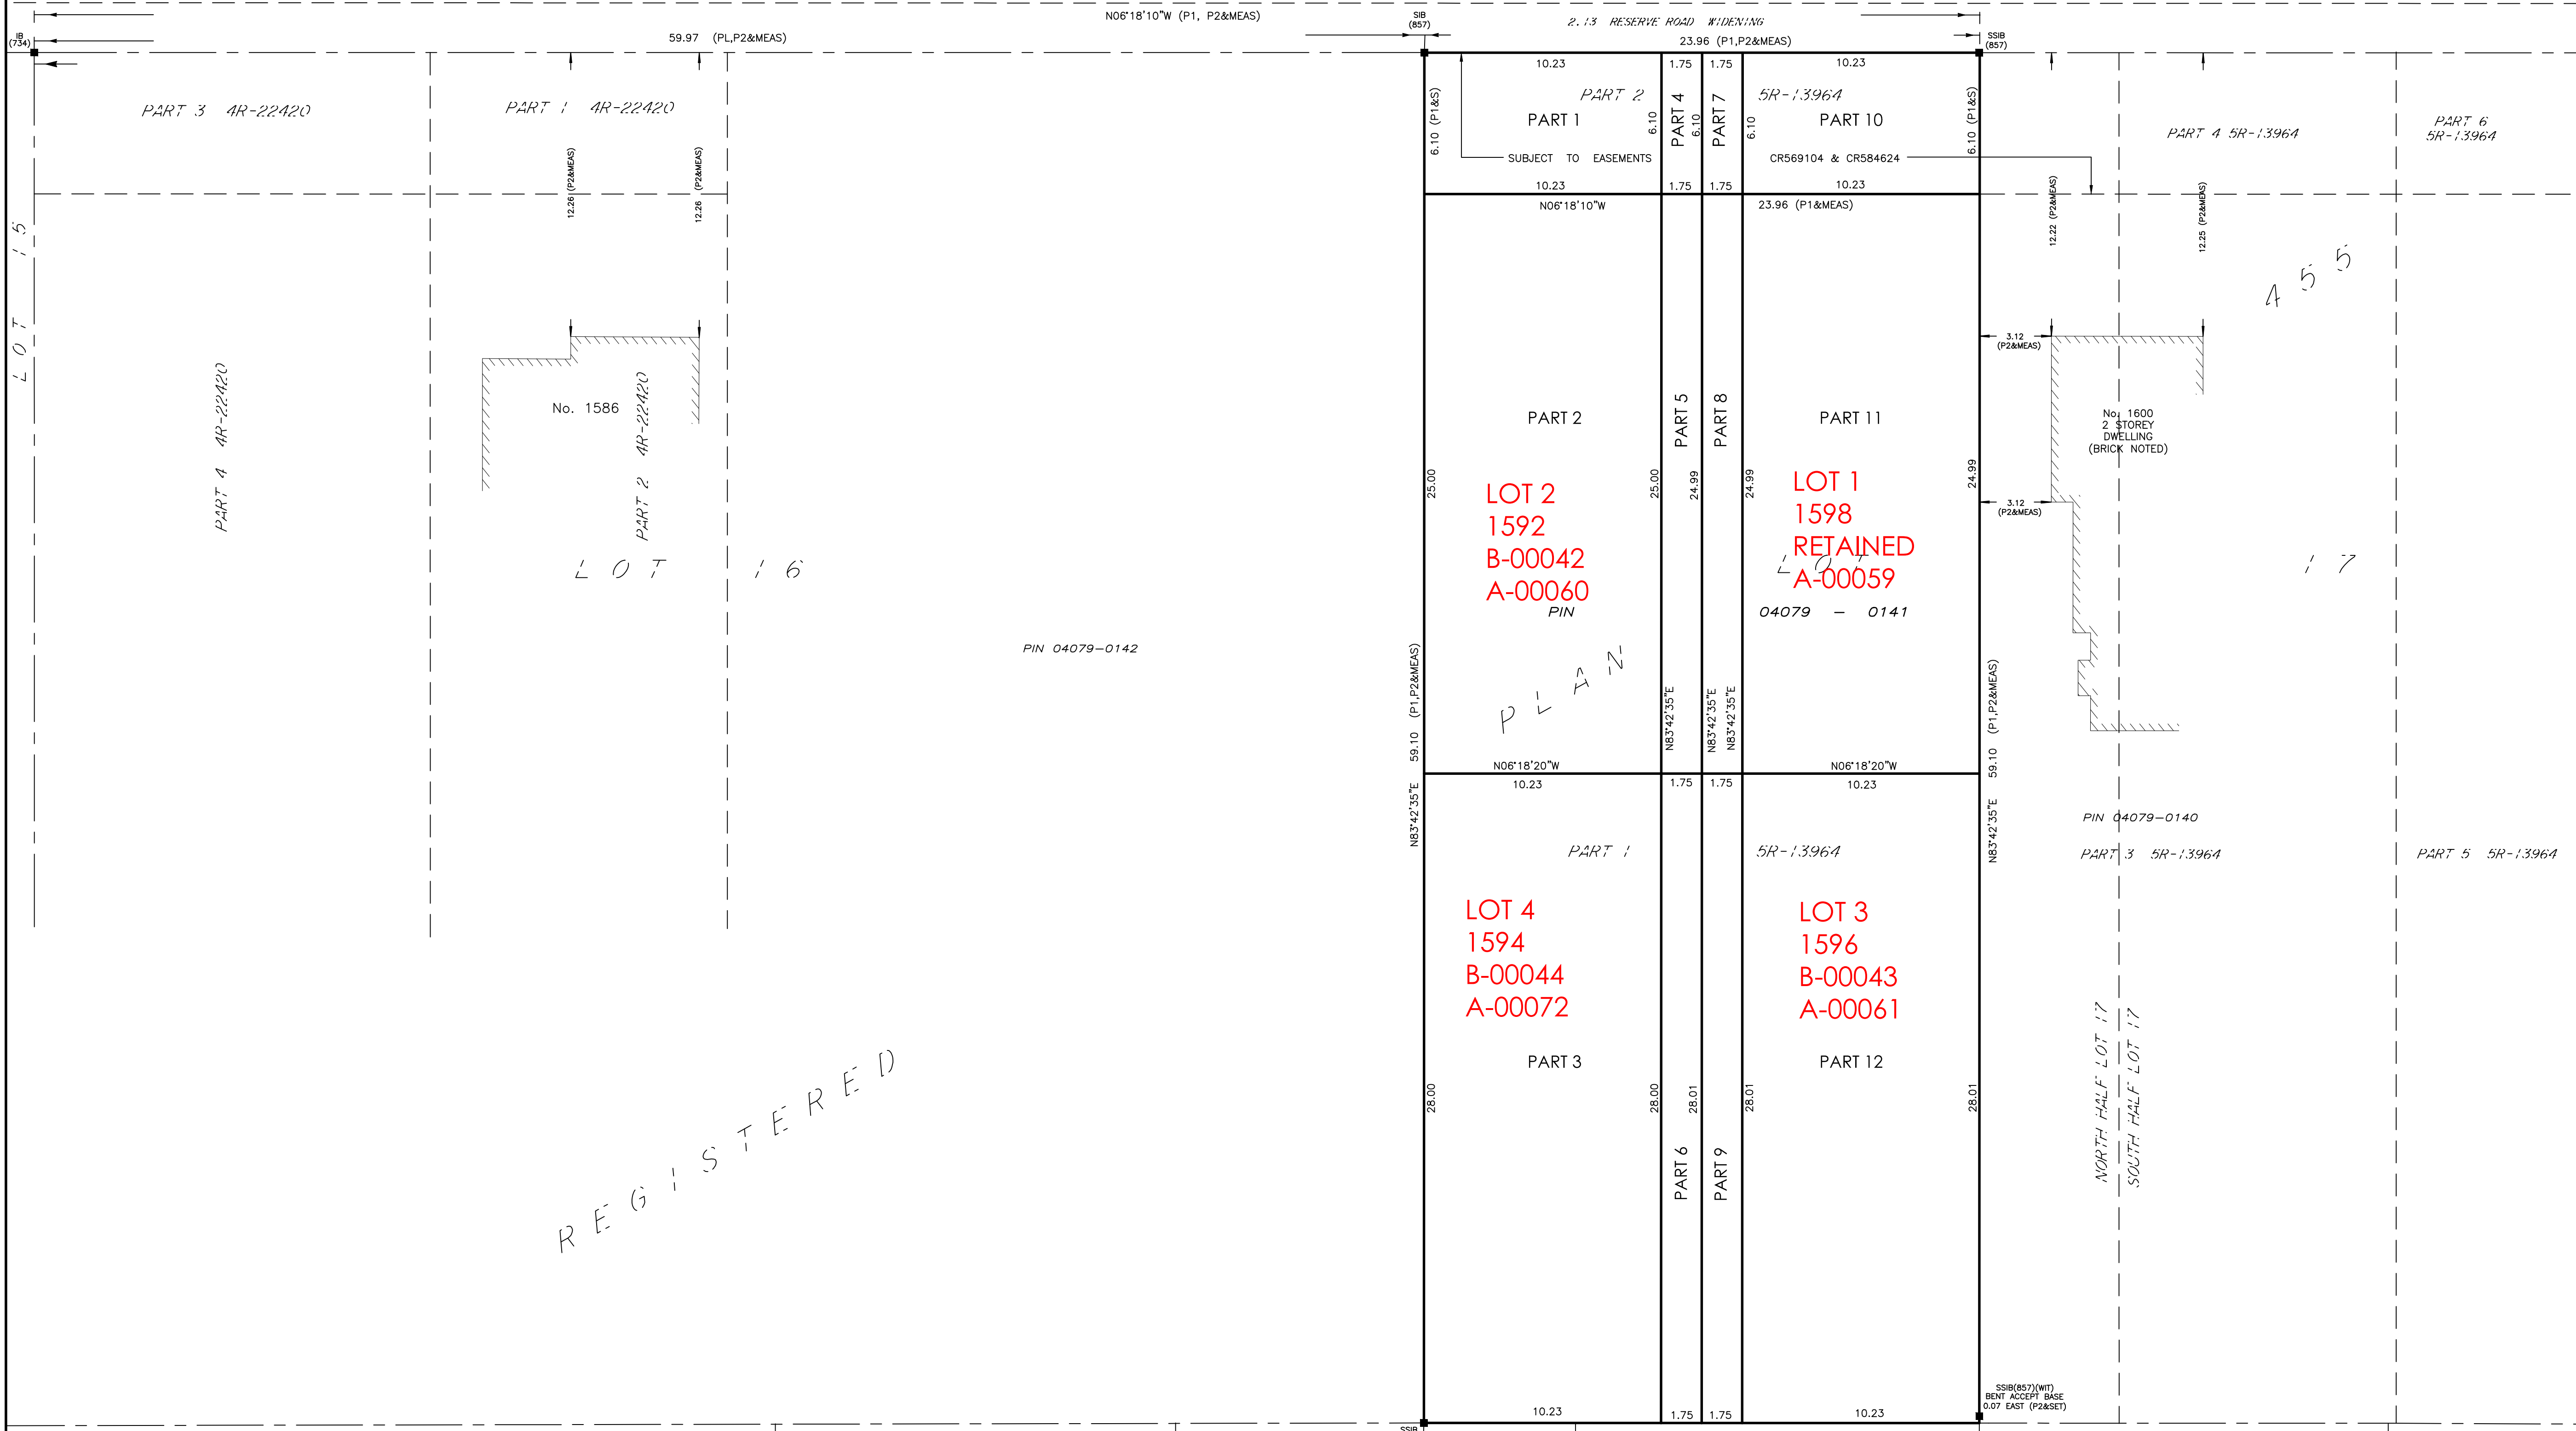 N06°18'10"W (P1, P2&MEAS)
SIB
(857)
2.13 RESERVE ROAD WIDENING
IB
(734)
59.97 (PL,P2&MEAS)
23.96 (P1,P2&MEAS)
SSIB
(857)
10.23
1.75
1.75
10.23
PART 3 4R-22420
PART 1 4R-22420
PART 2
5R-13964
6.10 (P1&S)
PART 1
6.10
PART 4
6.10
PART 7
6.10
PART 10
6.10 (P1&S)
PART 4 5R-13964
PART 6
5R-13964
SUBJECT TO EASEMENTS
CR569104 & CR584624
12.26 (P2&MEAS)
12.26 (P2&MEAS)
10.23
1.75
1.75
10.23
N06°18'10"W
23.96 (P1&MEAS)
12.22 (P2&MEAS)
12.25 (P2&MEAS)
LOT 15
455
3.12
(P2&MEAS)
No. 1586
PART 4 4R-22420
PART 2 4R-22420
PART 2
PART 5
PART 8
PART 11
No. 1600
2 STOREY
DWELLING
(BRICK NOTED)
25.00
25.00
24.99
24.99
24.99
LOT 2
1592
B-00042
A-00060
LOT 1
1598
RETAINED
A-00059
3.12
(P2&MEAS)
LOT 16
LOT
17
PIN
04079 - 0141
PIN 04079-0142
PLAN
N83°42'35"E 59.10 (P1,P2&MEAS)
N83°42'35"E
N83°42'35"E
N83°42'35"E
N83°42'35"E 59.10 (P1,P2&MEAS)
N06°18'20"W
N06°18'20"W
10.23
1.75
1.75
10.23
PIN 04079-0140
PART 1
5R-13964
PART 3 5R-13964
PART 5 5R-13964
LOT 4
1594
B-00044
A-00072
LOT 3
1596
B-00043
A-00061
PART 3
PART 12
28.00
28.00
28.01
28.01
28.01
PART 6
PART 9
NORTH HALF LOT 17
SOUTH HALF LOT 17
REGISTERED
10.23
1.75
1.75
10.23
SSIB(857)(WIT)
BENT ACCEPT BASE
0.07 EAST (P2&SET)
SSIB